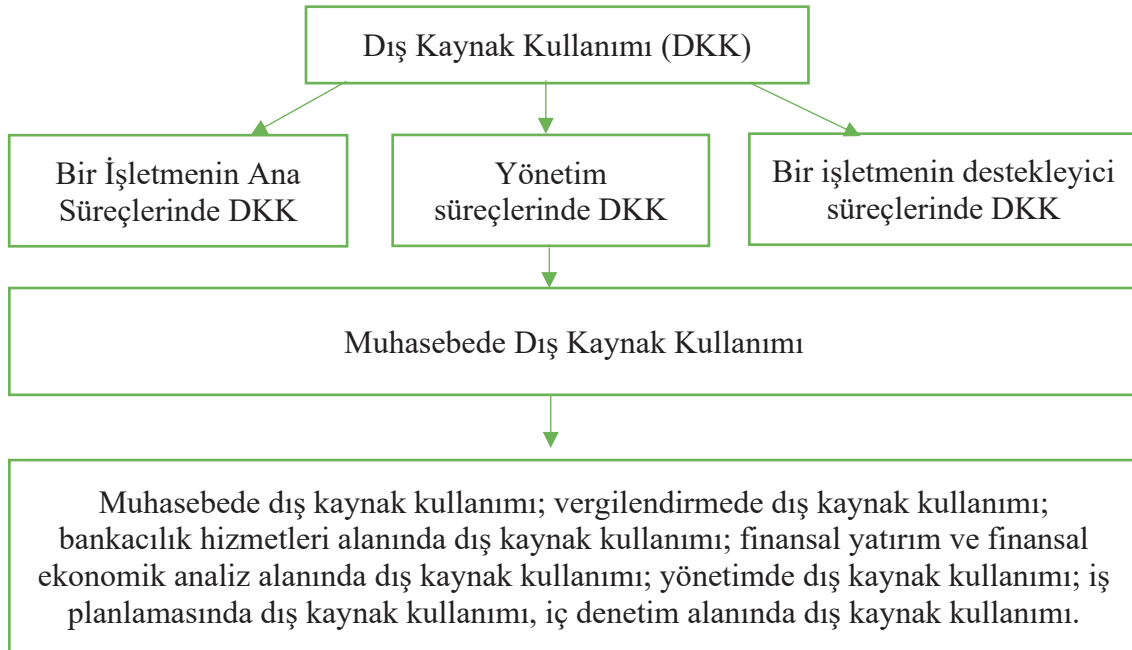 Dış Kaynak Kullanımı (DKK)
Bir İşletmenin Ana
Süreçlerinde DKK
Yönetim
süreçlerinde DKK
Bir işletmenin destekleyici
süreçlerinde DKK
Muhasebede Dış Kaynak Kullanımı
Muhasebede dış kaynak kullanımı; vergilendirmede dış kaynak kullanımı;
bankacılık hizmetleri alanında dış kaynak kullanımı; finansal yatırım ve finansal
ekonomik analiz alanında dış kaynak kullanımı; yönetimde dış kaynak kullanımı; iş
planlamasında dış kaynak kullanımı, iç denetim alanında dış kaynak kullanımı.